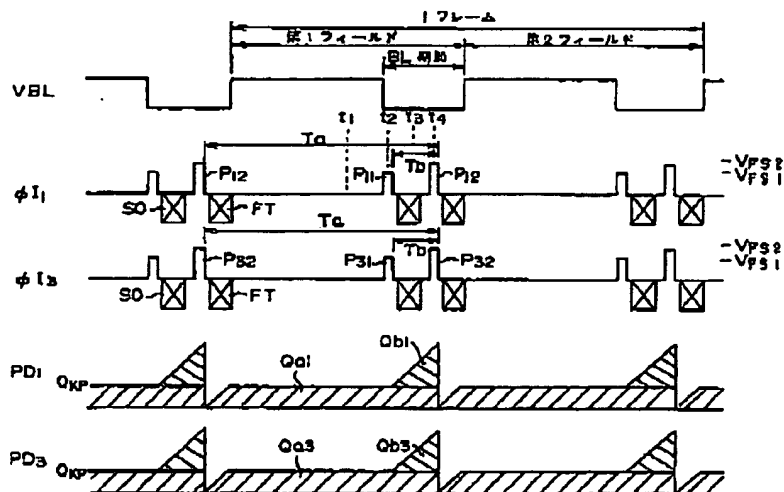 1フレーム
第1フィールド 第2フィールド
BL期間
VBL
t1 t2 t3 t4
Ta
Tb
P12 P11 P12
VFS2
VFS1
φI1
SO FT
Ta
Tb
P32 P31 P32
VFS2
VFS1
φI3
SO FT
Qb1
Qa1
PD1 QKP
Qb3
Qa3
PD3 QKP